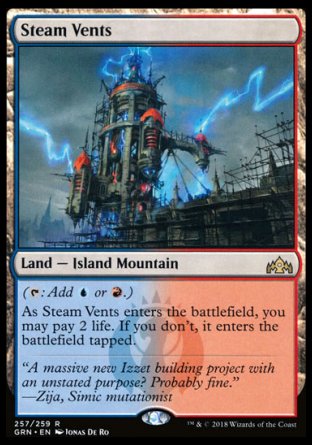 Steam Vents
Land — Island Mountain
(: Add or .)
As Steam Vents enters the battlefield, you
may pay 2 life. If you don't, it enters the
battlefield tapped.
"A massive new Izzet building project with
an unstated purpose? Probably fine."
—Zija, Simic mutationist
257/259 R
GRN • EN Jonas De Ro
™ & © 2018 Wizards of the Coast